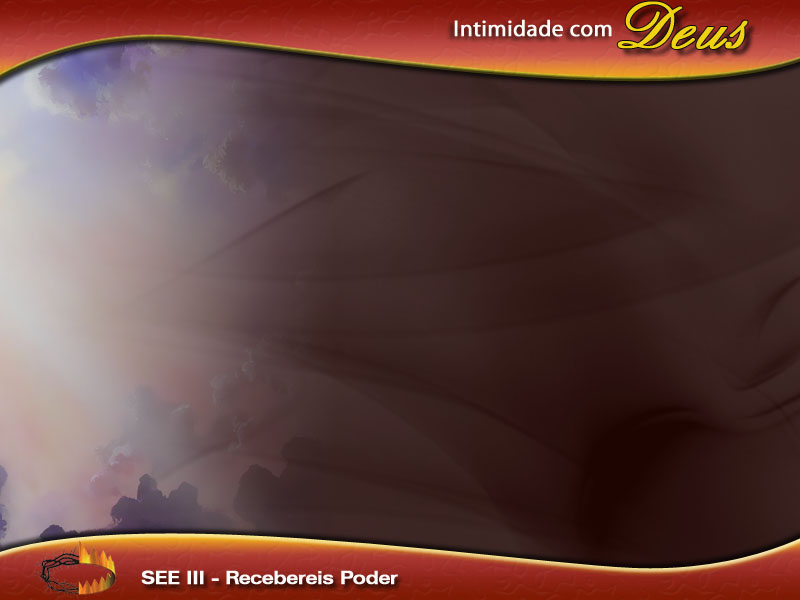 Intimidade com Deus
SEE III - Recebereis Poder